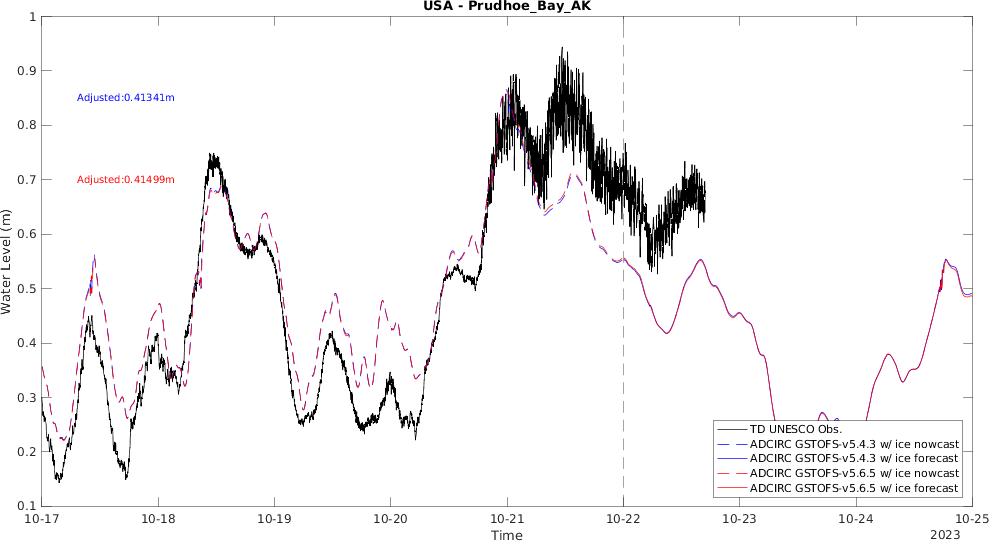 USA - Prudhoe_Bay_AK
1
0.9
0.8
0.7
0.6
0.5
0.4
0.3
0.2
0.1
Water Level (m)
Adjusted:0.41341m
Adjusted:0.41499m
TD UNESCO Obs.
ADCIRC GSTOFS-v5.4.3 w/ ice nowcast
ADCIRC GSTOFS-v5.4.3 w/ ice forecast
ADCIRC GSTOFS-v5.6.5 w/ ice nowcast
ADCIRC GSTOFS-v5.6.5 w/ ice forecast
10-17 10-18 10-19 10-20 10-21 10-22 10-23 10-24 10-25
Time
2023